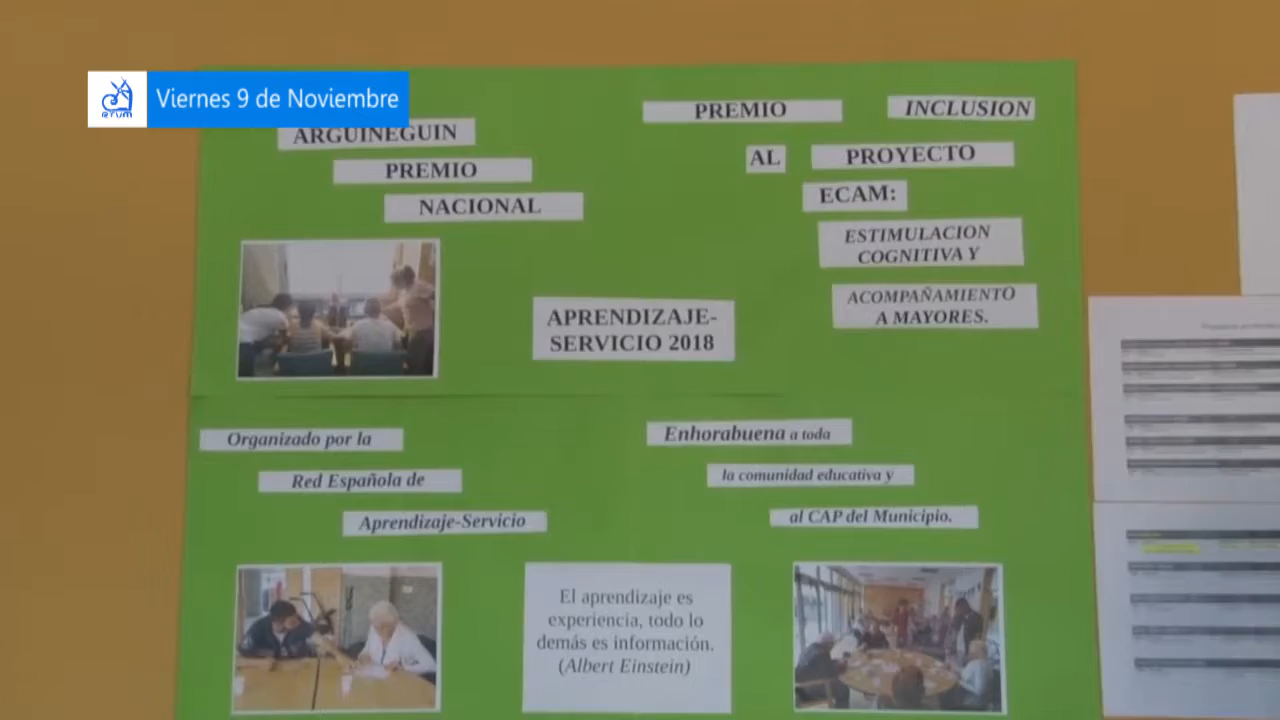 RTVM
Viernes 9 de Noviembre
ARGUINEGUIN
PREMIO
NACIONAL
APRENDIZAJE-
SERVICIO 2018
PREMIO INCLUSION
AL PROYECTO
ECAM:
ESTIMULACION
COGNITIVA Y
ACOMPAÑAMIENTO
A MAYORES.
Organizado por la
Red Española de
Aprendizaje-Servicio
Enhorabuena a toda
la comunidad educativa y
al CAP del Municipio.
El aprendizaje es
experiencia, todo lo
demás es información.
(Albert Einstein)